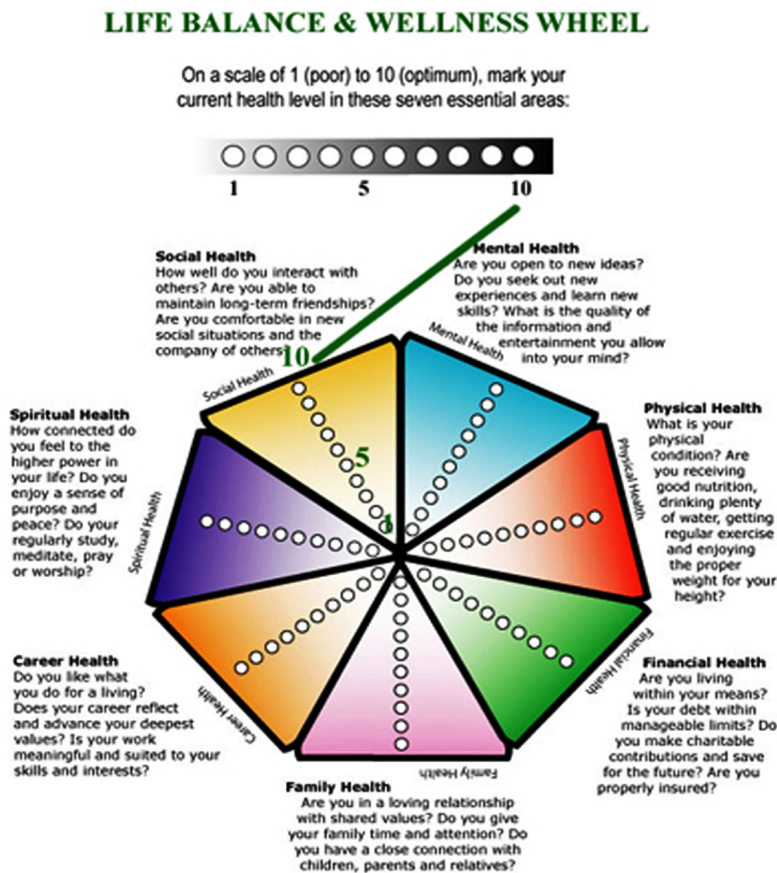 LIFE BALANCE & WELLNESS WHEEL
On a scale of 1 (poor) to 10 (optimum), mark your
current health level in these seven essential areas:
1 5 10
Social Health
How well do you interact with
others? Are you able to
maintain long-term friendships?
Are you comfortable in new
social situations and the
company of others?
Mental Health
Are you open to new ideas?
Do you seek out new
experiences and learn new
skills? What is the quality of
the information and
entertainment you allow
into your mind?
10
5
1
Social Health
Mental Health
Spiritual Health
How connected do
you feel to the
higher power in
your life? Do you
enjoy a sense of
purpose and
peace? Do your
regularly study,
meditate, pray
or worship?
Spiritual Health
Physical Health
Physical Health
What is your
physical
condition? Are
you receiving
good nutrition,
drinking plenty
of water, getting
regular exercise
and enjoying
the proper
weight for your
height?
Career Health
Do you like what
you do for a living?
Does your career reflect
and advance your deepest
values? Is your work
meaningful and suited to your
skills and interests?
Career Health
Financial Health
Financial Health
Are you living
within your means?
Is your debt within
manageable limits? Do
you make charitable
contributions and save
for the future? Are you
properly insured?
Family Health
Family Health
Are you in a loving relationship
with shared values? Do you give
your family time and attention? Do
you have a close connection with
children, parents and relatives?